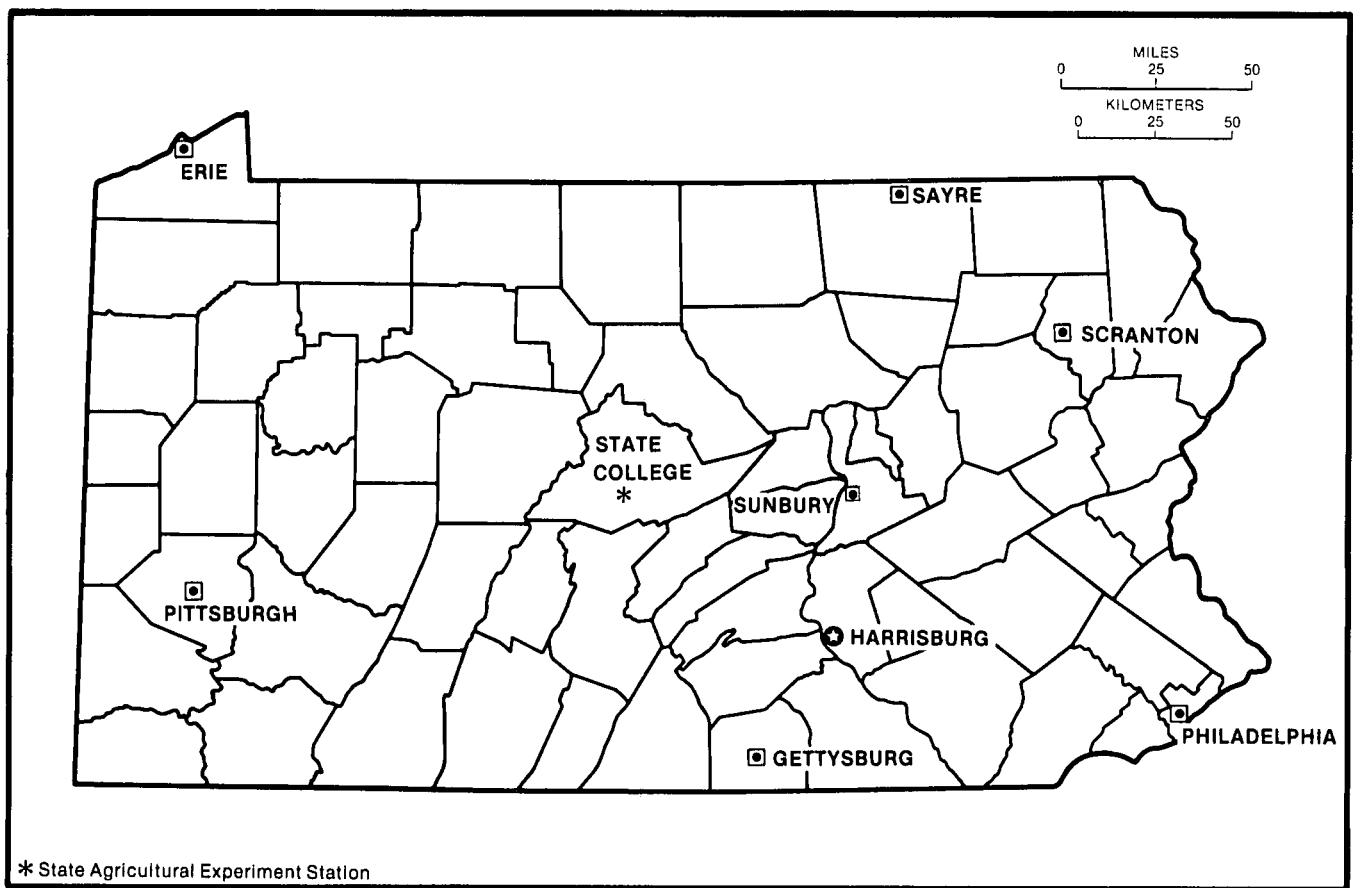 MILES
0 25 50
KILOMETERS
0 25 50
ERIE
SAYRE
SCRANTON
STATE
COLLEGE
*
SUNBURY
PITTSBURGH
HARRISBURG
PHILADELPHIA
GETTYSBURG
* State Agricultural Experiment Station